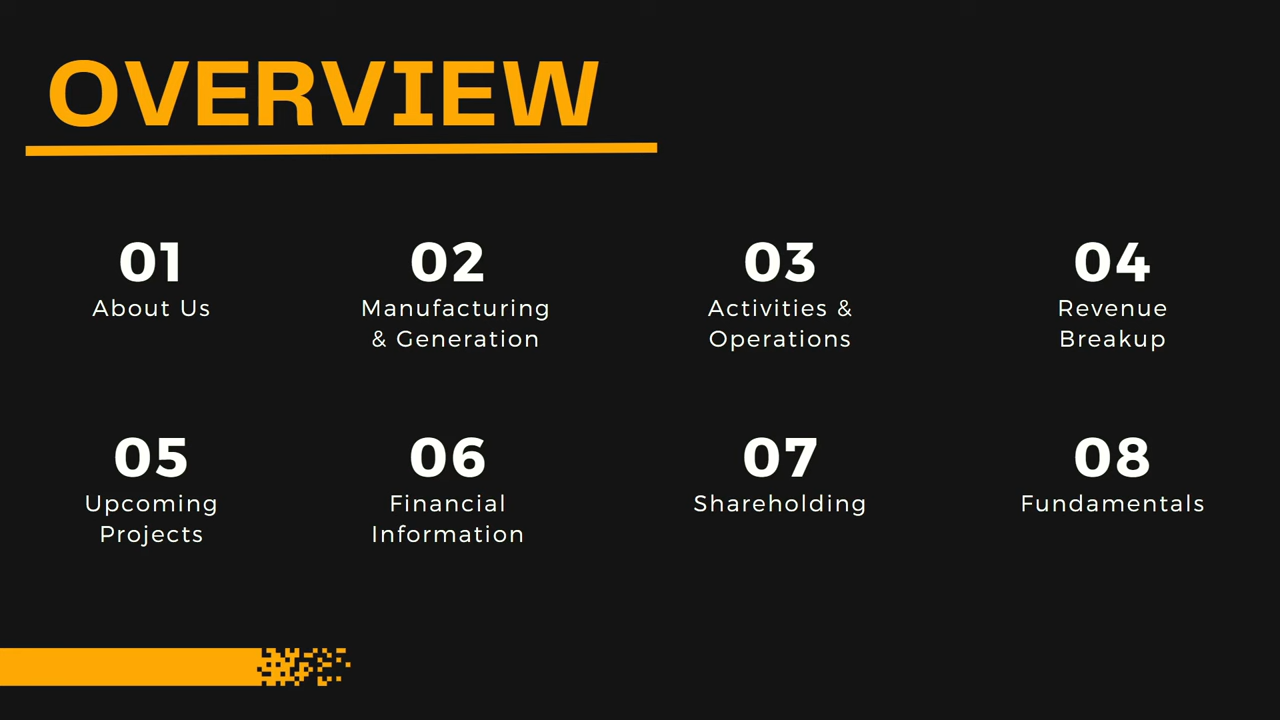 OVERVIEW
01
About Us
02
Manufacturing
& Generation
03
Activities &
Operations
04
Revenue
Breakup
05
Upcoming
Projects
06
Financial
Information
07
Shareholding
08
Fundamentals